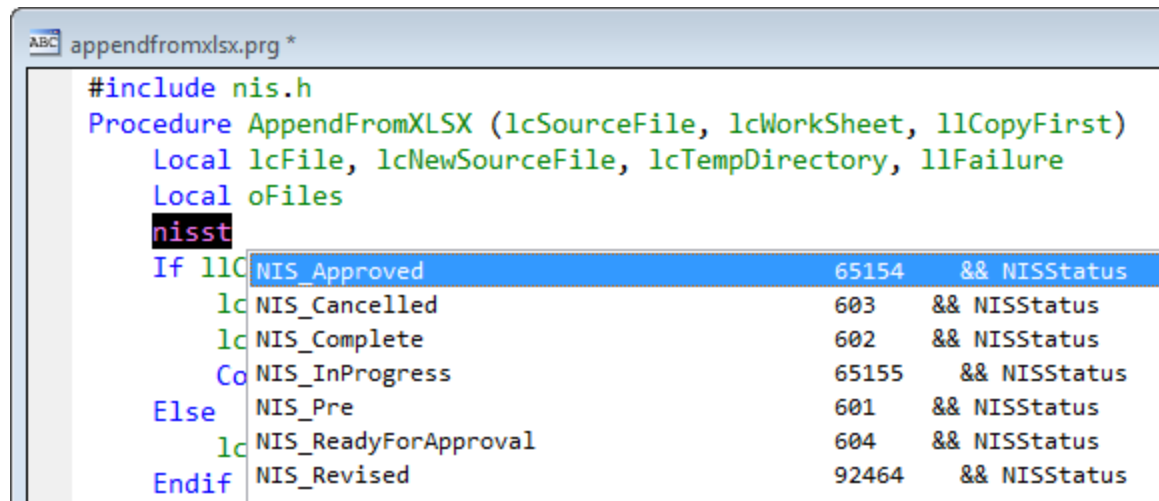 ABC appendfromxlsx.prg *
#include nis.h
Procedure AppendFromXLSX (lcSourceFile, lcWorkSheet, llCopyFirst)
Local lcFile, lcNewSourceFile, lcTempDirectory, llFailure
Local oFiles
nisst
If llC NIS_Approved 65154 && NISStatus
lc NIS_Cancelled 603 && NISStatus
lc NIS_Complete 602 && NISStatus
Co NIS_InProgress 65155 && NISStatus
Else NIS_Pre 601 && NISStatus
lc NIS_ReadyForApproval 604 && NISStatus
Endif NIS_Revised 92464 && NISStatus